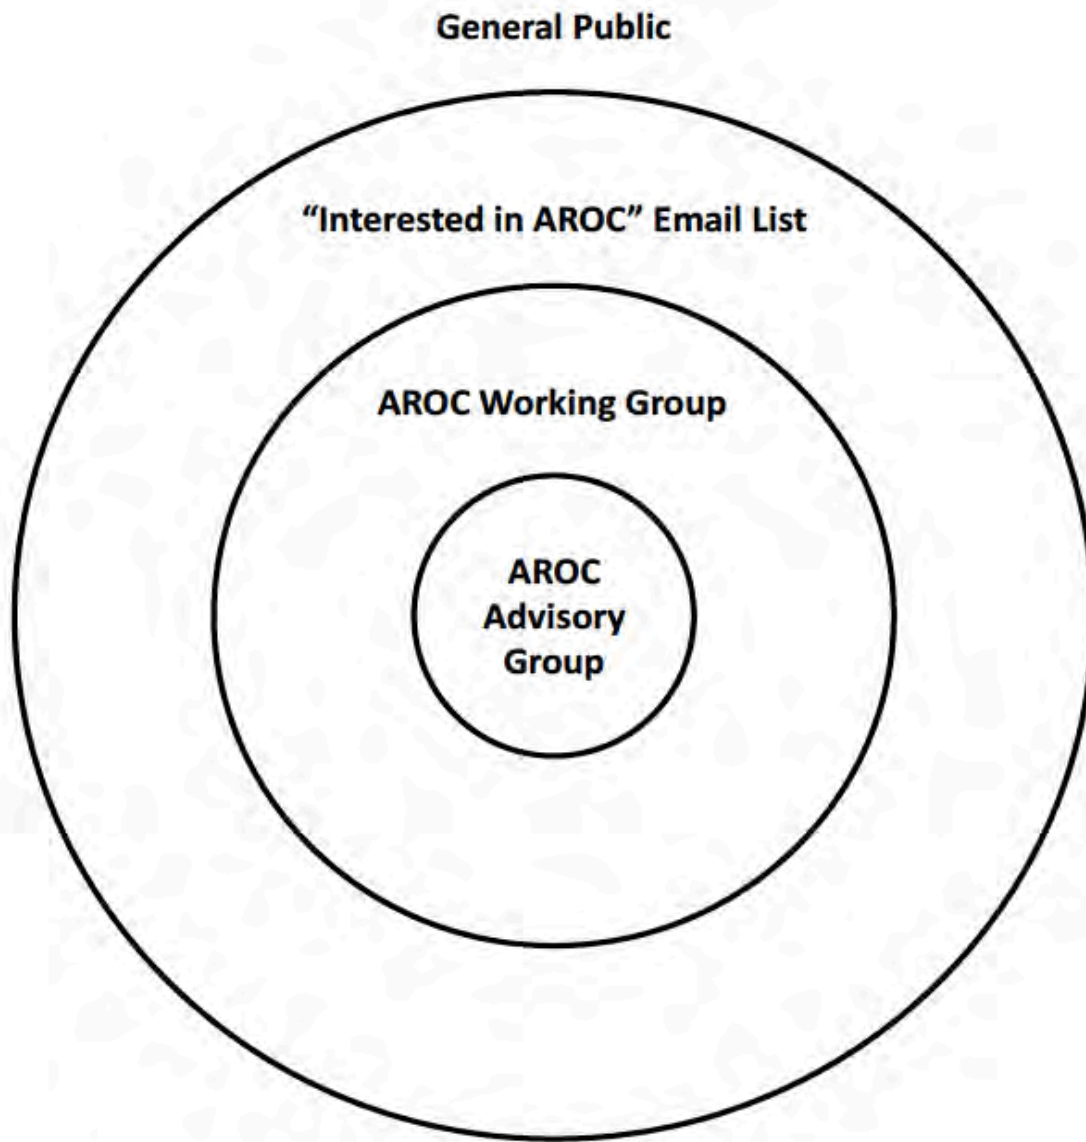 General Public
“Interested in AROC” Email List
AROC Working Group
AROC
Advisory
Group